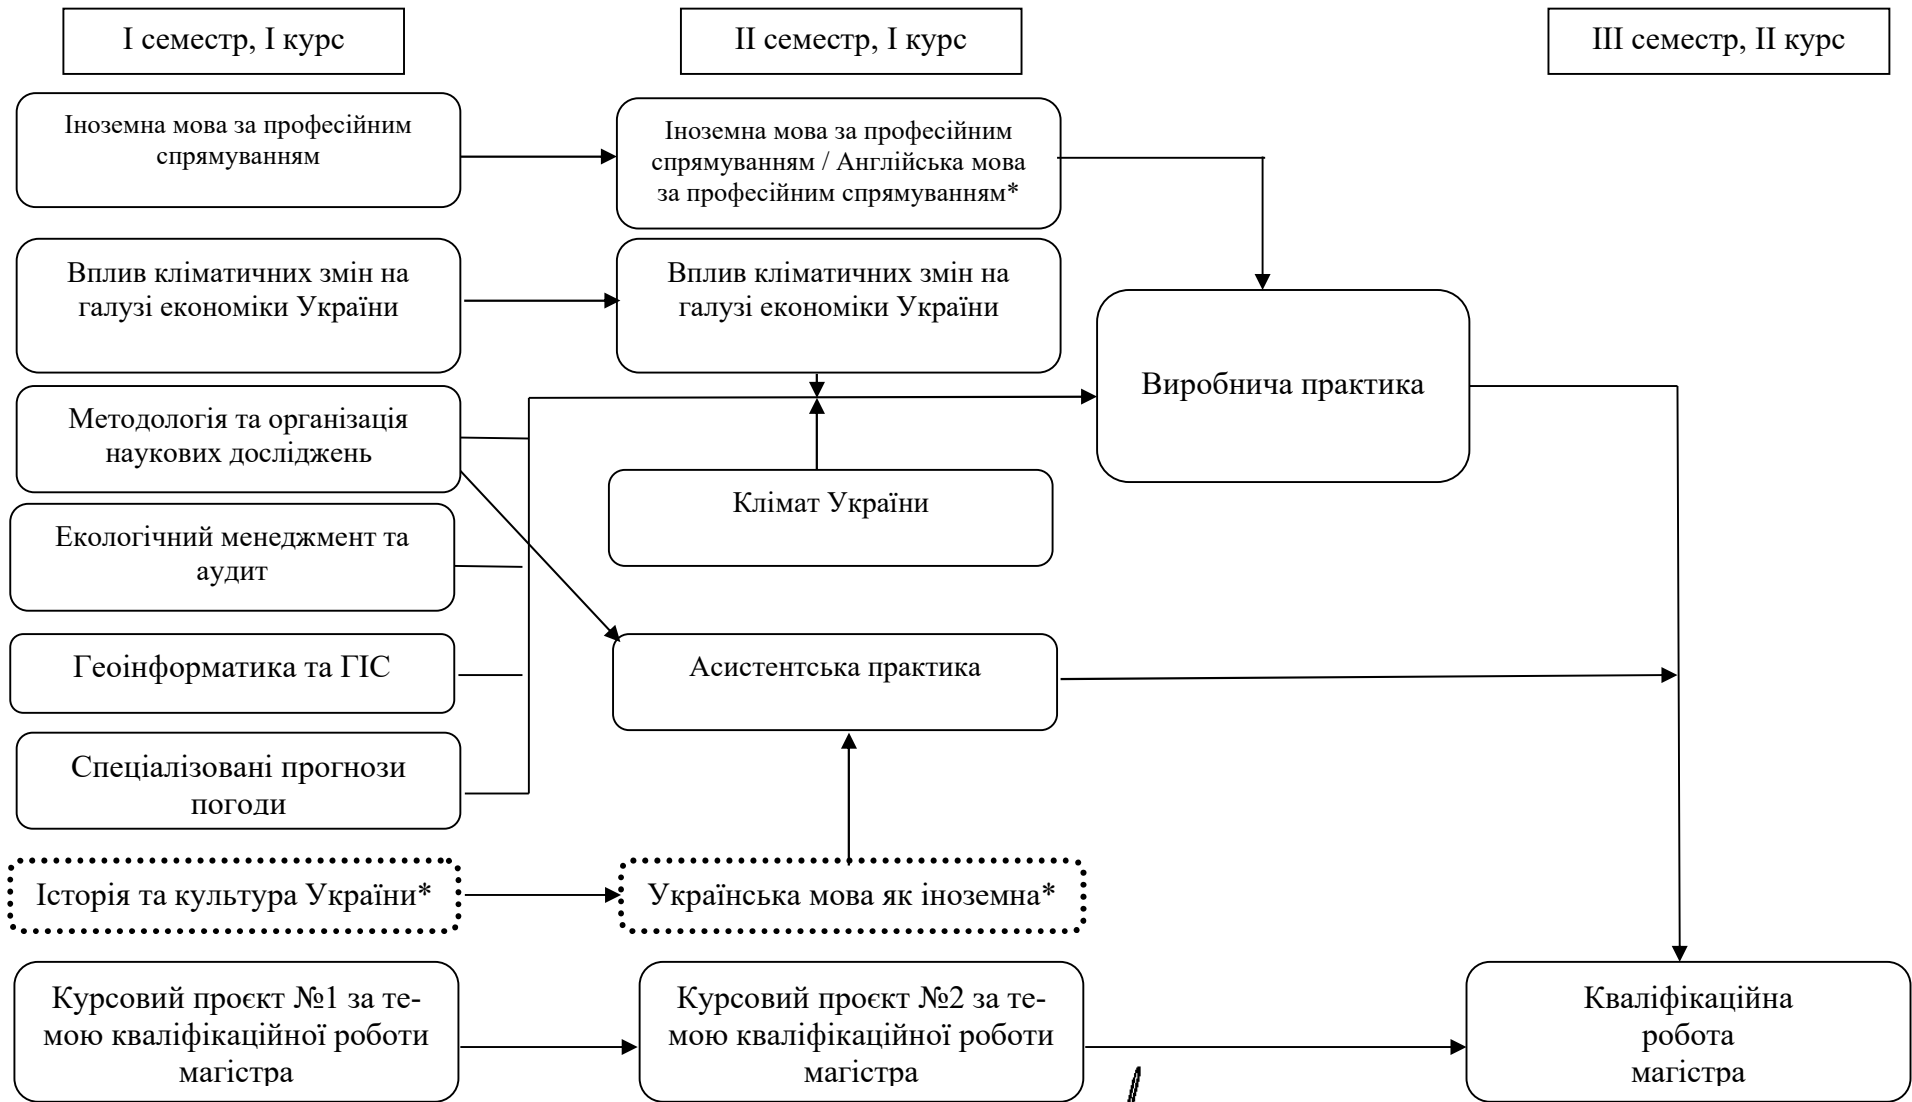 І семестр, І курс
ІІ семестр, І курс
ІІІ семестр, ІІ курс
Іноземна мова за професійним
спрямуванням
Іноземна мова за професійним
спрямуванням / Англійська мова
за професійним спрямуванням*
Вплив кліматичних змін на
галузі економіки України
Вплив кліматичних змін на
галузі економіки України
Виробнича практика
Методологія та організація
наукових досліджень
Клімат України
Екологічний менеджмент та
аудит
Геоінформатика та ГІС
Асистентська практика
Спеціалізовані прогнози
погоди
Історія та культура України*
Українська мова як іноземна*
Курсовий проєкт №1 за те-
мою кваліфікаційної роботи
магістра
Курсовий проєкт №2 за те-
мою кваліфікаційної роботи
магістра
Кваліфікаційна
робота
магістра